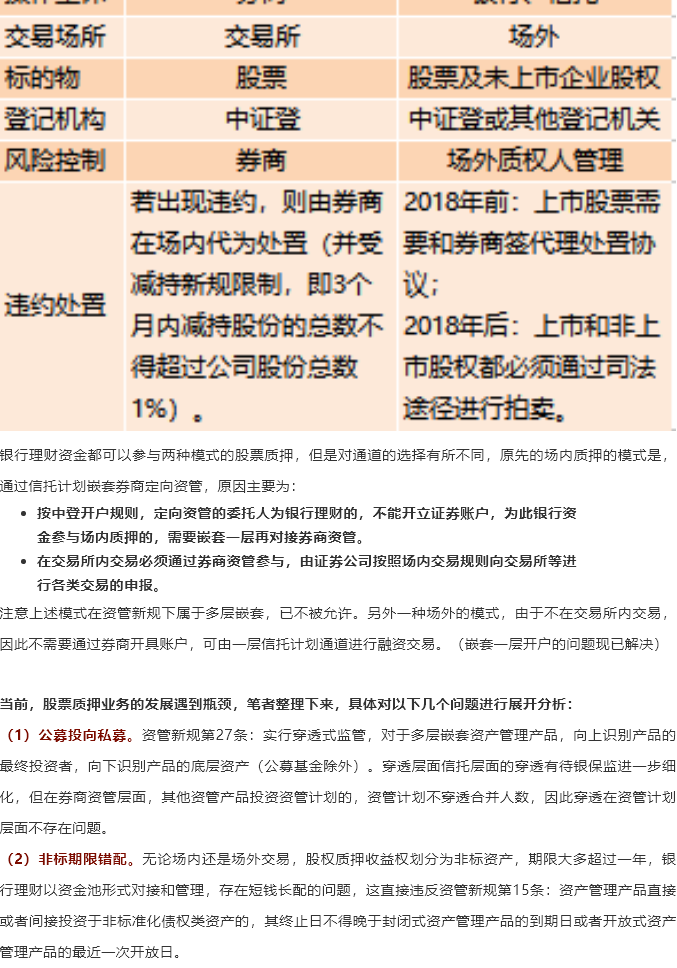 交易场所 交易所 场外
标的物 股票 股票及未上市企业股权
登记机构 中证登 中证登或其他登记机关
风险控制 券商 场外质权人管理
违约处置
若出现违约，则由券商
在场内代为处置（并受
减持新规限制，即3个
月内减持股份的总数不
得超过公司股份总数
1%）。
2018年前：上市股票需
要和券商签代理处置协
议；
2018年后：上市和非上
市股权都必须通过司法
途径进行拍卖。
银行理财资金都可以参与两种模式的股票质押，但是对通道的选择有所不同，原先的场内质押的模式是，
通过信托计划嵌套券商定向资管，原因主要为：
• 按中登开户规则，定向资管的委托人为银行理财的，不能开立证券账户，为此银行资
金参与场内质押的，需要嵌套一层再对接券商资管。
• 在交易所内交易必须通过券商资管参与，由证券公司按照场内交易规则向交易所等进
行各类交易的申报。
注意上述模式在资管新规下属于多层嵌套，已不被允许。另外一种场外的模式，由于不在交易所内交易，
因此不需要通过券商开具账户，可由一层信托计划通道进行融资交易。（嵌套一层开户的问题现已解决）
当前，股票质押业务的发展遇到瓶颈，笔者整理下来，具体对以下几个问题进行展开分析：
（1）公募投向私募。资管新规第27条：实行穿透式监管，对于多层嵌套资产管理产品，向上识别产品的
最终投资者，向下识别产品的底层资产（公募基金除外）。穿透层面信托层面的穿透有待银保监进一步细
化，但在券商资管层面，其他资管产品投资资管计划的，资管计划不穿透合并人数，因此穿透在资管计划
层面不存在问题。
（2）非标期限错配。无论场内还是场外交易，股权质押收益权划分为非标资产，期限大多超过一年，银
行理财以资金池形式对接和管理，存在短钱长配的问题，这直接违反资管新规第15条：资产管理产品直接
或者间接投资于非标准化债权类资产的，其终止日不得晚于封闭式资产管理产品的到期日或者开放式资产
管理产品的最近一次开放日。